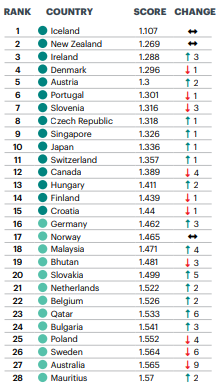 RANK COUNTRY SCORE CHANGE
1 Iceland 1.107 ↔
2 New Zealand 1.269 ↔
3 Ireland 1.288 ↑ 3
4 Denmark 1.296 ↓ 1
5 Austria 1.3 ↑ 2
6 Portugal 1.301 ↓ 1
7 Slovenia 1.316 ↓ 3
8 Czech Republic 1.318 ↑ 1
9 Singapore 1.326 ↑ 1
10 Japan 1.336 ↑ 1
11 Switzerland 1.357 ↑ 1
12 Canada 1.389 ↓ 4
13 Hungary 1.411 ↑ 2
14 Finland 1.439 ↓ 1
15 Croatia 1.44 ↓ 1
16 Germany 1.462 ↑ 3
17 Norway 1.465 ↔
18 Malaysia 1.471 ↑ 4
19 Bhutan 1.481 ↓ 3
20 Slovakia 1.499 ↑ 5
21 Netherlands 1.522 ↑ 2
22 Belgium 1.526 ↑ 2
23 Qatar 1.533 ↑ 6
24 Bulgaria 1.541 ↑ 3
25 Poland 1.552 ↓ 4
26 Sweden 1.564 ↓ 6
27 Australia 1.565 ↓ 9
28 Mauritius 1.57 ↑ 2